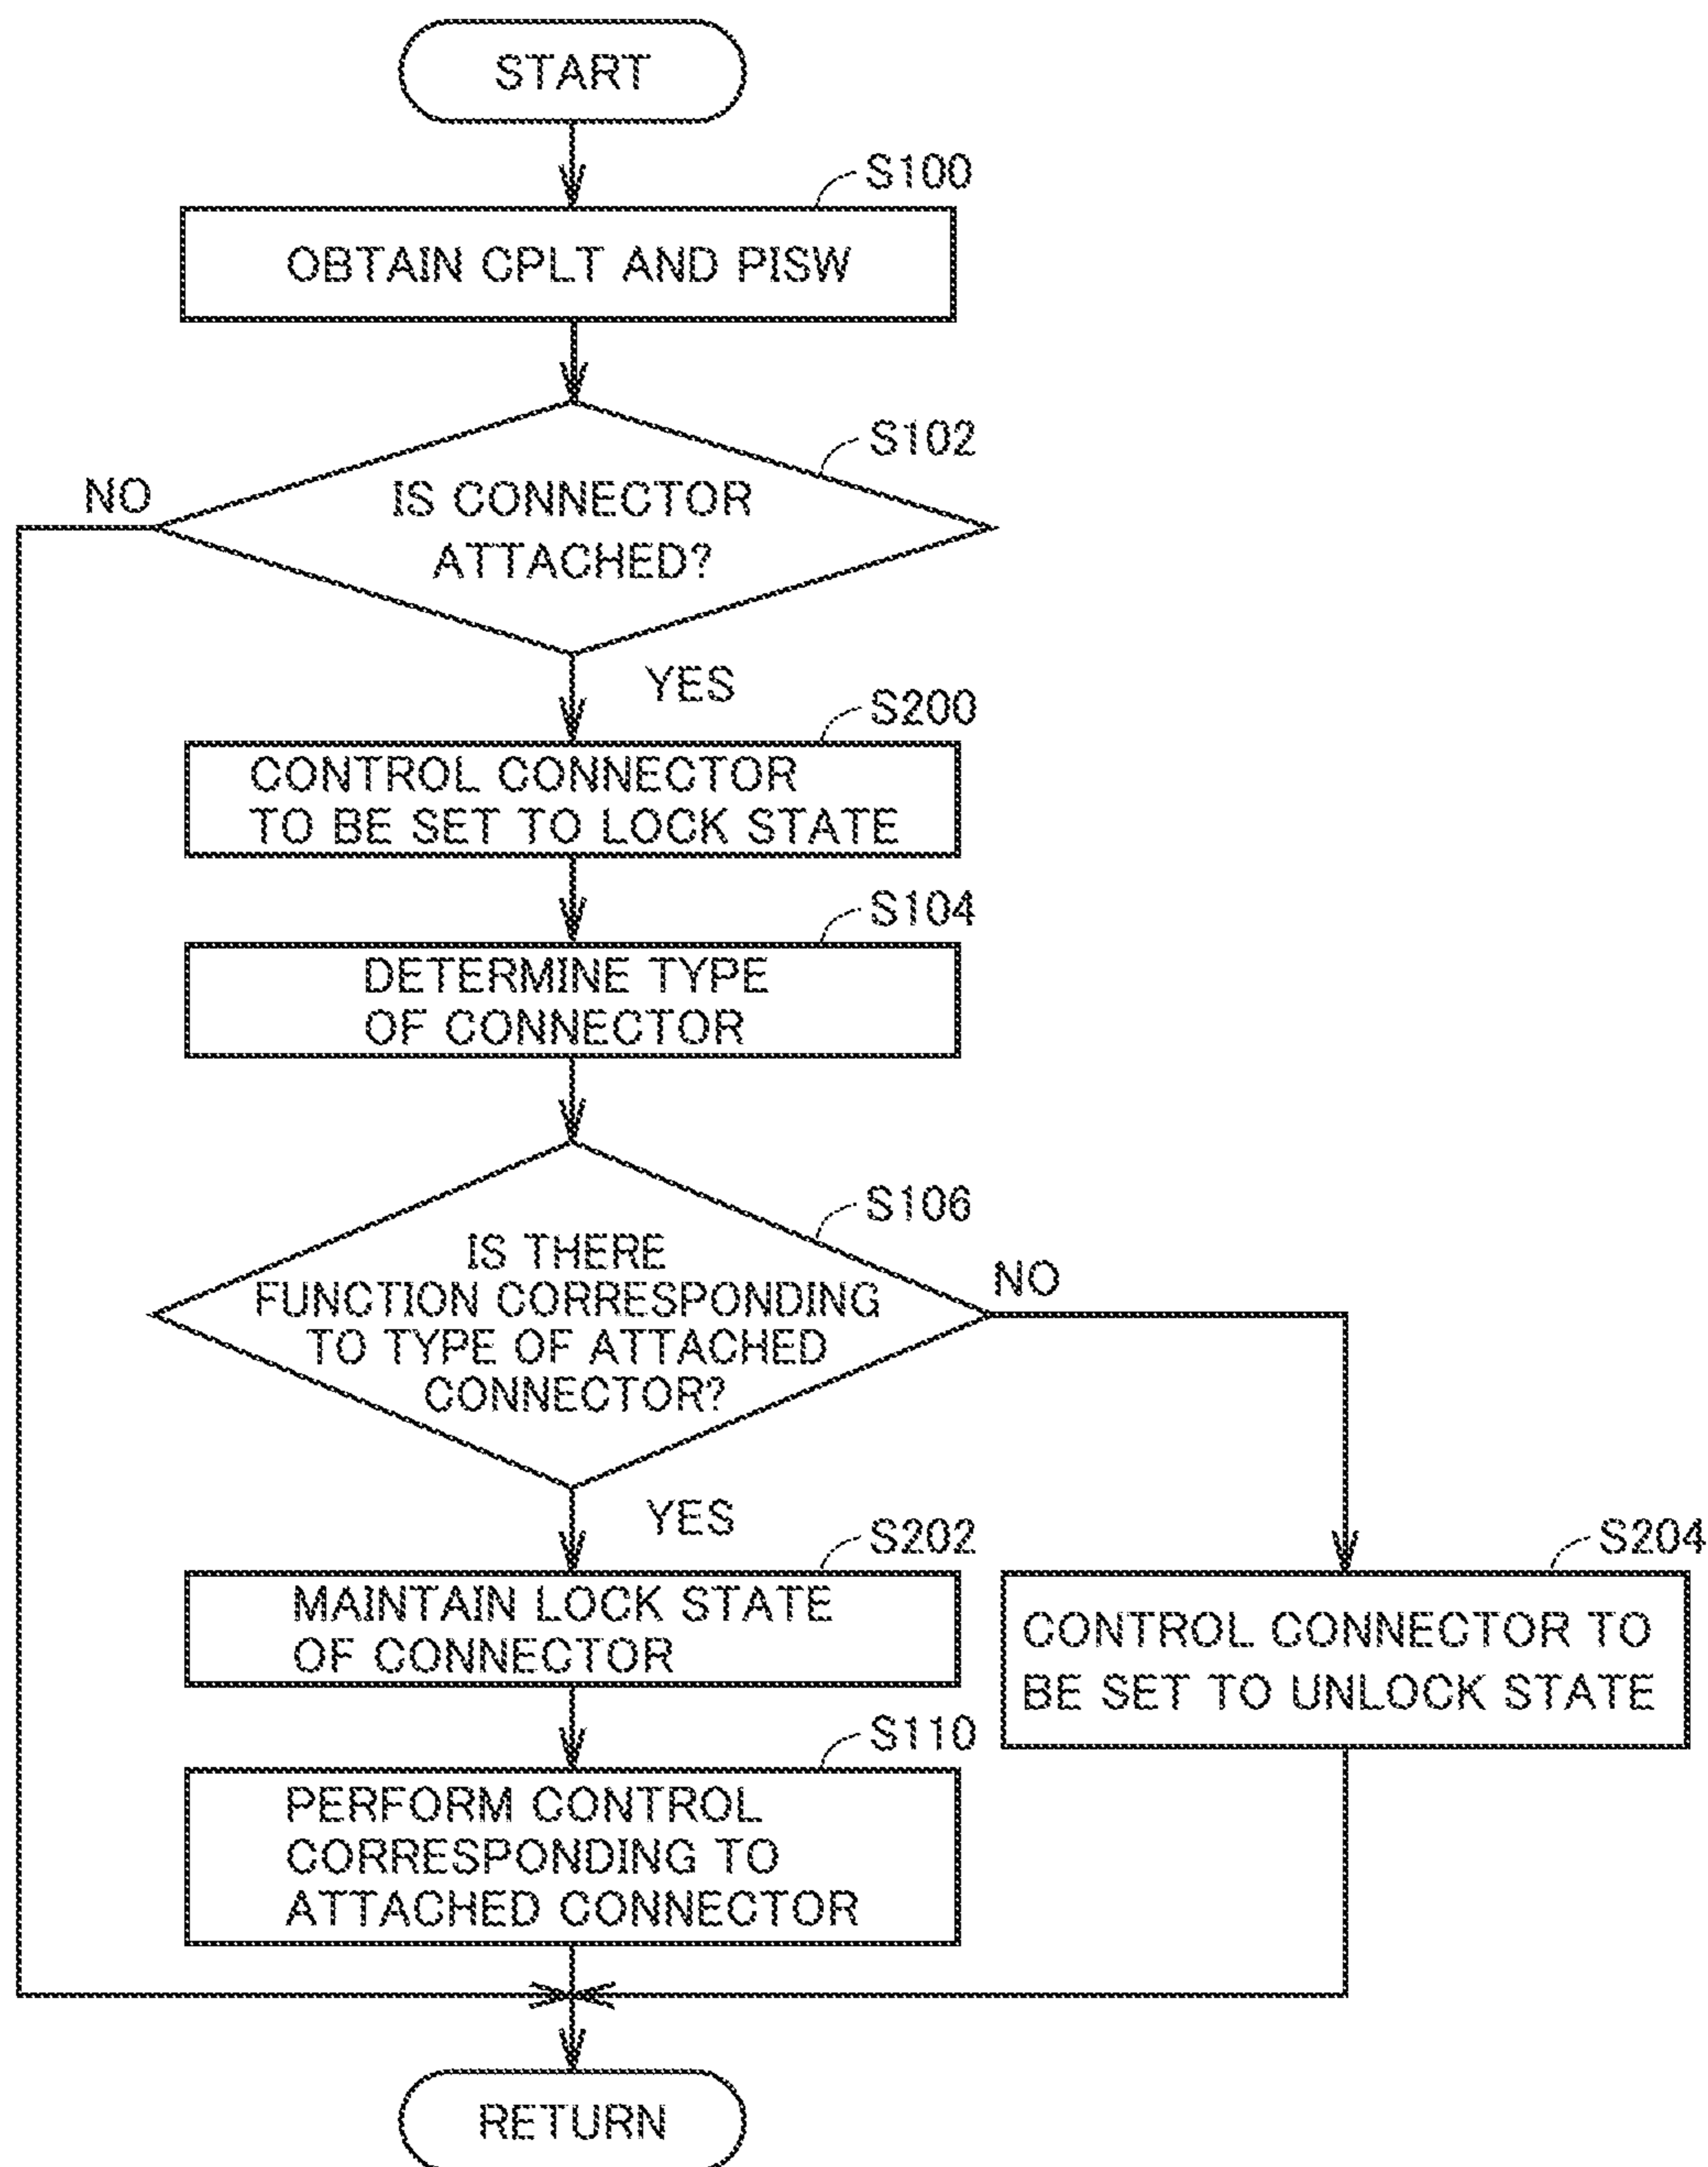 START
S100
OBTAIN CPLT AND PISW
S102
NO
IS CONNECTOR
ATTACHED?
YES
S200
CONTROL CONNECTOR
TO BE SET TO LOCK STATE
S104
DETERMINE TYPE
OF CONNECTOR
S106
IS THERE
FUNCTION CORRESPONDING
TO TYPE OF ATTACHED
CONNECTOR?
NO
YES
S202
MAINTAIN LOCK STATE
OF CONNECTOR
S204
CONTROL CONNECTOR TO
BE SET TO UNLOCK STATE
S110
PERFORM CONTROL
CORRESPONDING TO
ATTACHED CONNECTOR
RETURN